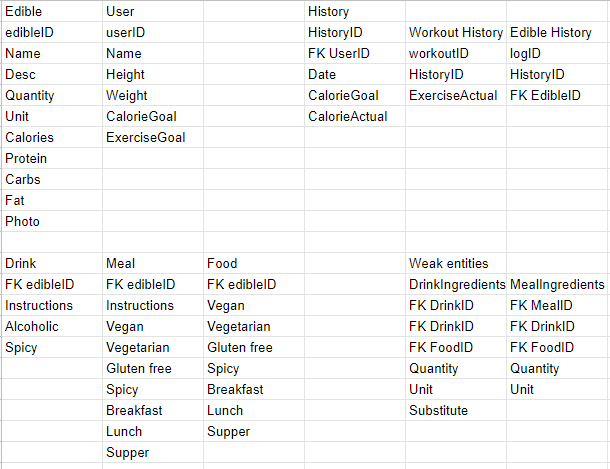 Edible User History
edibleID userID HistoryID Workout History Edible History
Name Name FK UserID workoutID logID
Desc Height Date HistoryID HistoryID
Quantity Weight CalorieGoal ExerciseActual FK EdibleID
Unit CalorieGoal CalorieActual
Calories ExerciseGoal
Protein
Carbs
Fat
Photo
Drink Meal Food Weak entities
FK edibleID FK edibleID FK edibleID DrinkIngredients MealIngredients
Instructions Instructions Vegan FK DrinkID FK MealID
Alcoholic Vegan Vegetarian FK DrinkID FK DrinkID
Spicy Vegetarian Gluten free FK FoodID FK FoodID
Gluten free Spicy Quantity Quantity
Spicy Breakfast Unit Unit
Breakfast Lunch Substitute
Lunch Supper
Supper